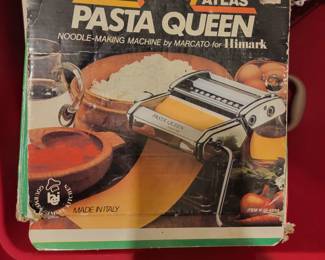 ATLAS
PASTA QUEEN
NOODLE-MAKING MACHINE by MARCATO for Himark
PASTA QUEEN
MADE IN ITALY